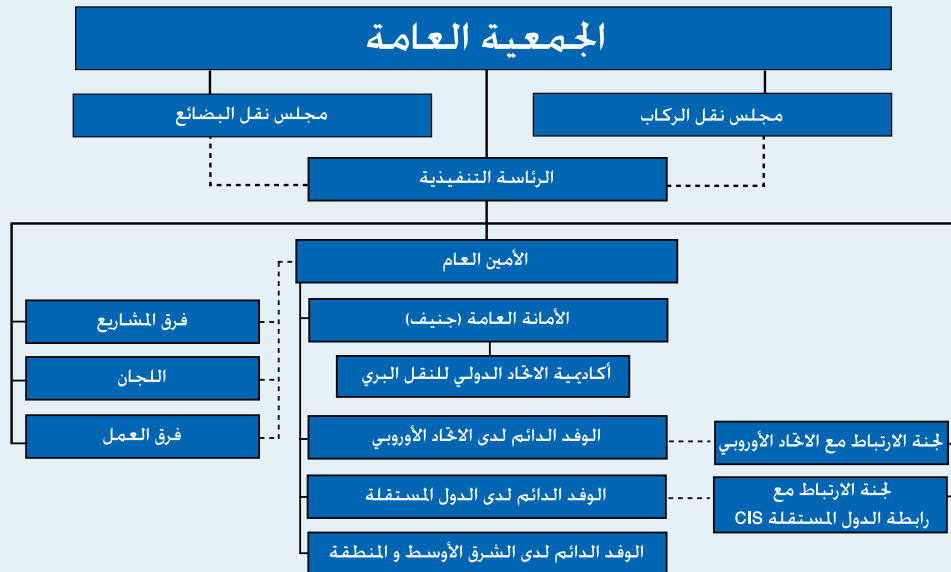 الجمعية العامة
مجلس نقل الركاب
مجلس نقل البضائع
الرئاسة التنفيذية
الأمين العام
فرق المشاريع
اللجان
فرق العمل
الأمانة العامة (جنيف)
أكاديمية الاتحاد الدولي للنقل البري
الوفد الدائم لدى الاتحاد الأوروبي
لجنة الارتباط مع الاتحاد الأوروبي
الوفد الدائم لدى الدول المستقلة
لجنة الارتباط مع
رابطة الدول المستقلة CIS
الوفد الدائم لدى الشرق الأوسط و المنطقة